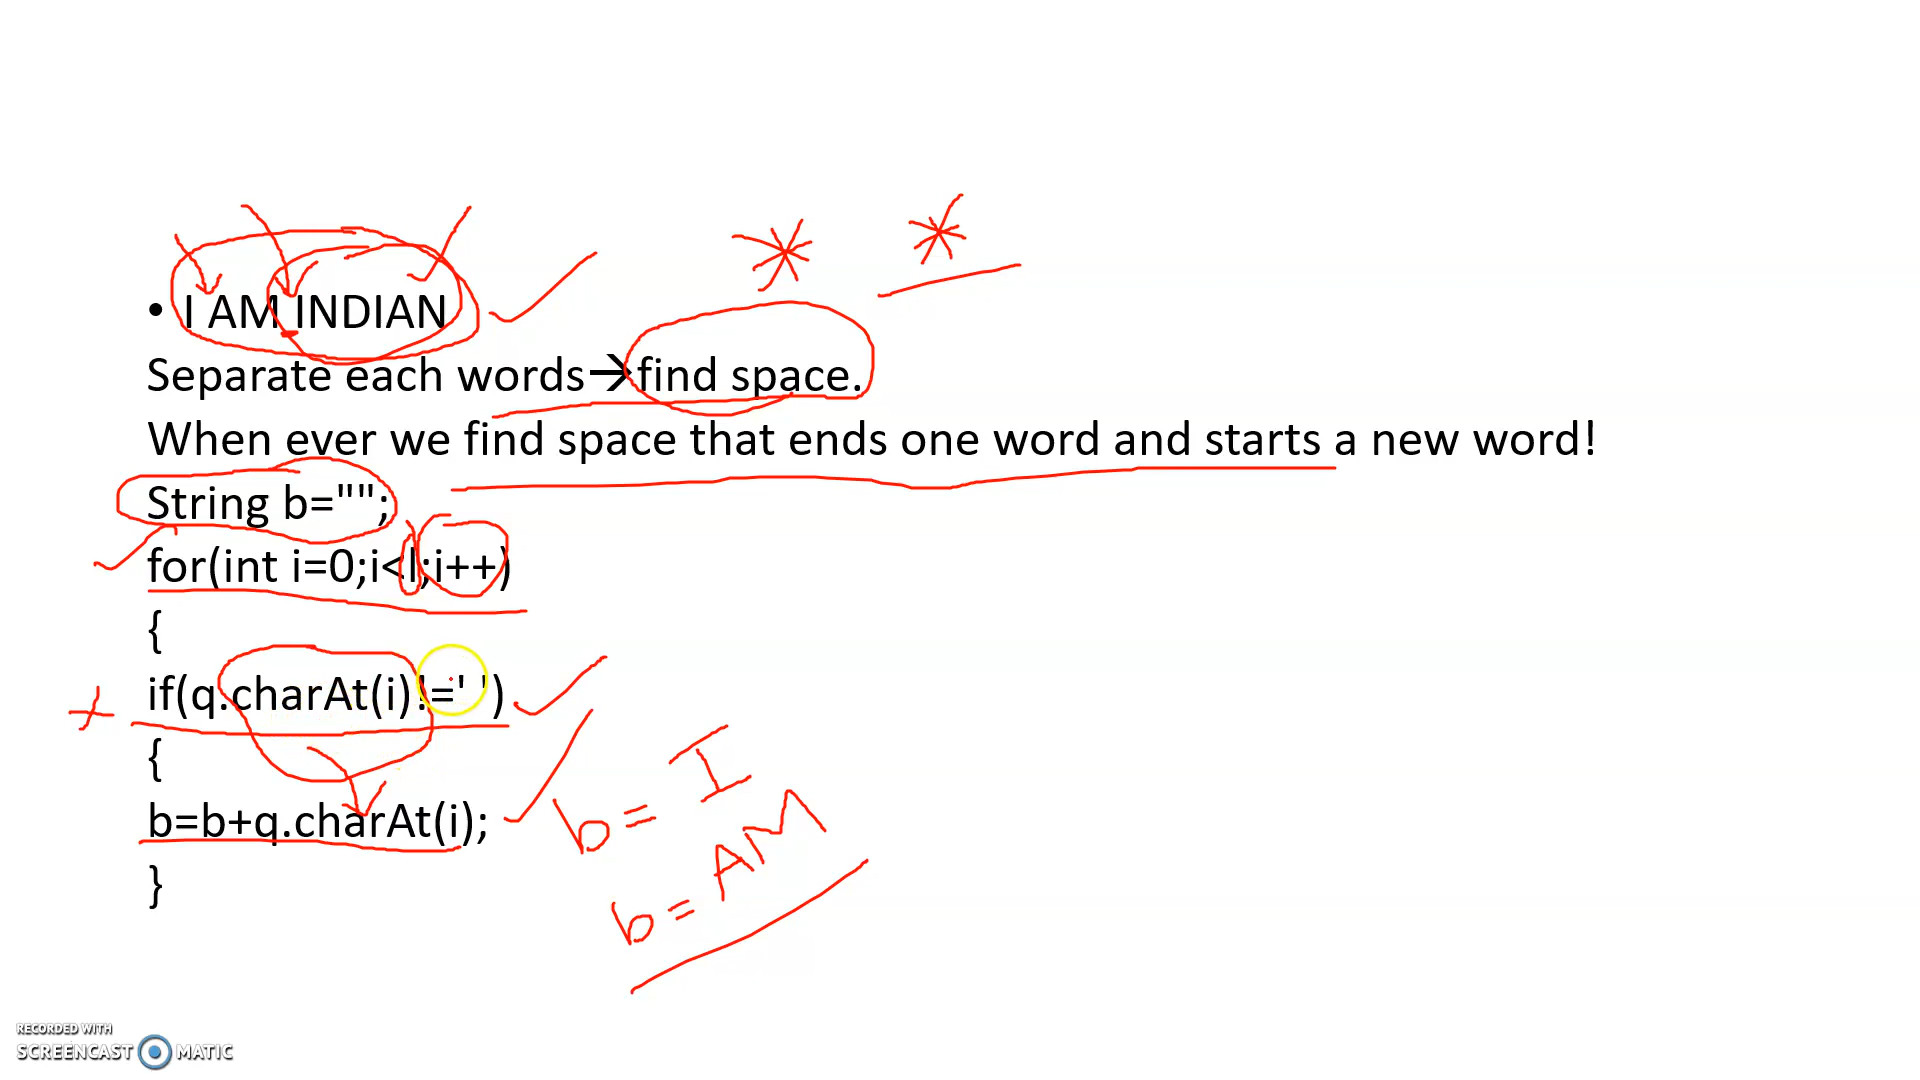 * *
• I AM INDIAN
Separate each words→find space.
When ever we find space that ends one word and starts a new word!
String b="";
for(int i=0;i<l;i++)
{
if(q.charAt(i)!=' ')
{
b=b+q.charAt(i);
}
b= I
b= AM
RECORDED WITH
SCREENCAST MATIC